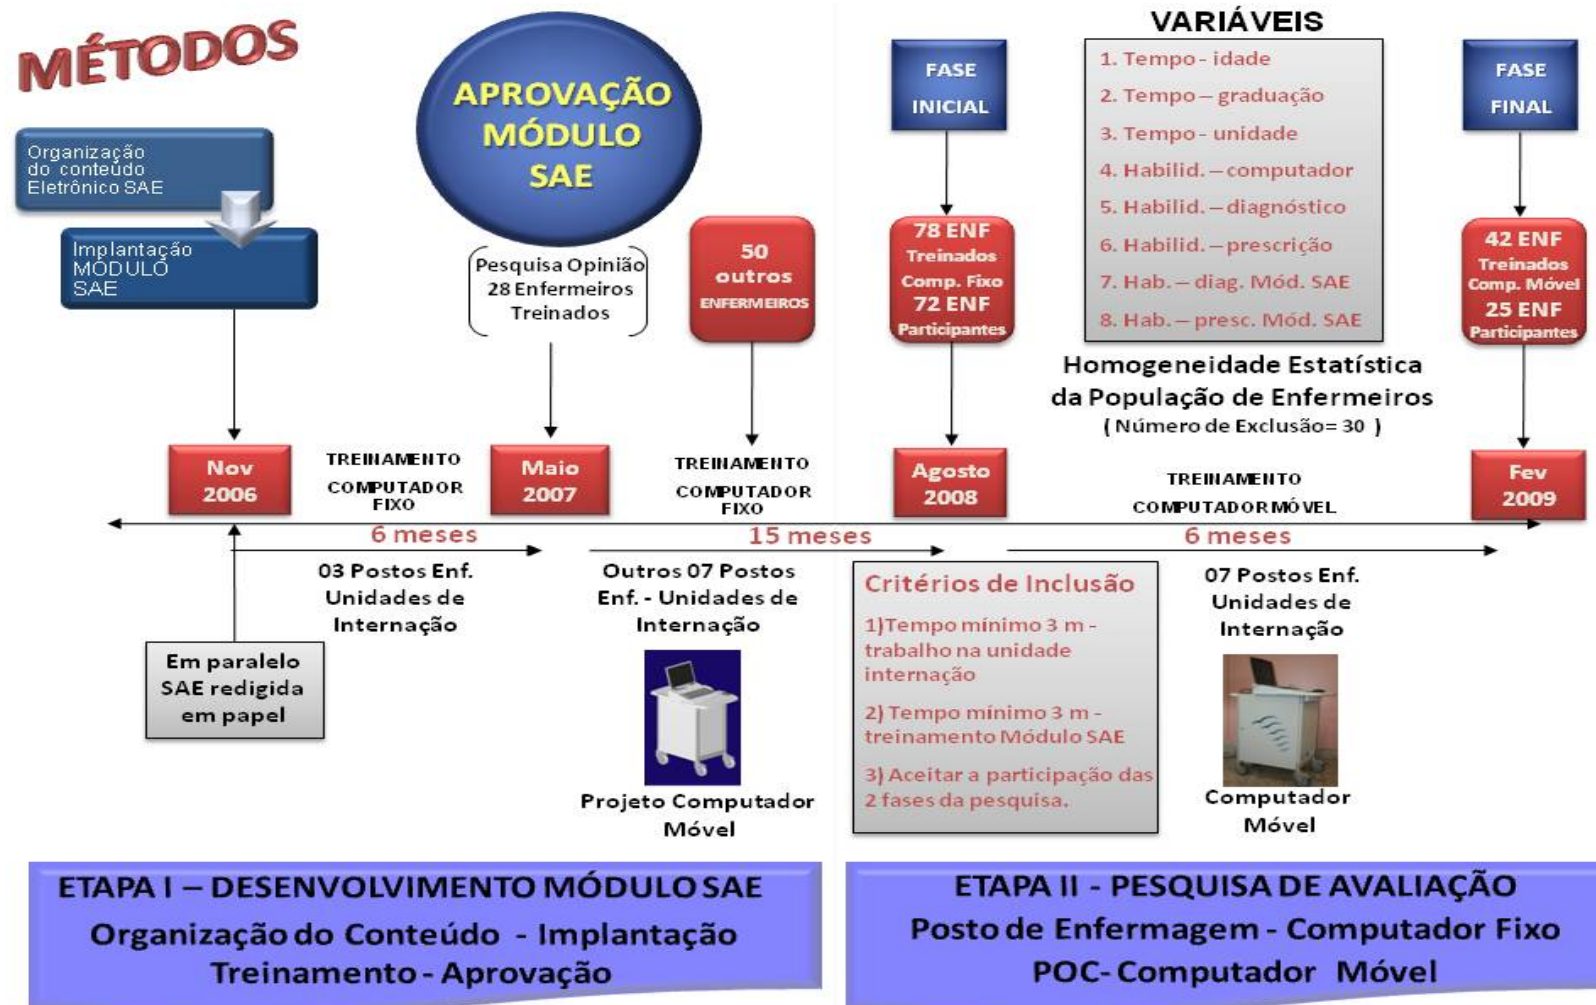 MÉTODOS
Organização
do conteúdo
Eletrônico SAE
Implantação
MÓDULO
SAE
APROVAÇÃO
MÓDULO
SAE
Pesquisa Opinião
28 Enfermeiros
Treinados
50
outros
ENFERMEIROS
FASE
INICIAL
78 ENF
Treinados
Comp. Fixo
72 ENF
Participantes
VARIÁVEIS
1. Tempo - idade
2. Tempo – graduação
3. Tempo - unidade
4. Habilid. – computador
5. Habilid. – diagnóstico
6. Habilid. – prescrição
7. Hab. – diag. Mód. SAE
8. Hab. – presc. Mód. SAE
Homogeneidade Estatística
da População de Enfermeiros
( Número de Exclusão= 30 )
FASE
FINAL
42 ENF
Treinados
Comp. Móvel
25 ENF
Participantes
Nov
2006
TREINAMENTO
COMPUTADOR
FIXO
Maio
2007
TREINAMENTO
COMPUTADOR
FIXO
Agosto
2008
TREINAMENTO
COMPUTADOR MÓVEL
Fev
2009
6 meses
15 meses
6 meses
03 Postos Enf.
Unidades de
Internação
Em paralelo
SAE redigida
em papel
Outros 07 Postos
Enf. - Unidades de
Internação
Projeto Computador
Móvel
Critérios de Inclusão
1)Tempo mínimo 3 m -
trabalho na unidade
internação
2) Tempo mínimo 3 m -
treinamento Módulo SAE
3) Aceitar a participação das
2 fases da pesquisa.
07 Postos Enf.
Unidades de
Internação
Computador
Móvel
ETAPA I – DESENVOLVIMENTO MÓDULO SAE
Organização do Conteúdo - Implantação
Treinamento - Aprovação
ETAPA II - PESQUISA DE AVALIAÇÃO
Posto de Enfermagem - Computador Fixo
POC- Computador Móvel